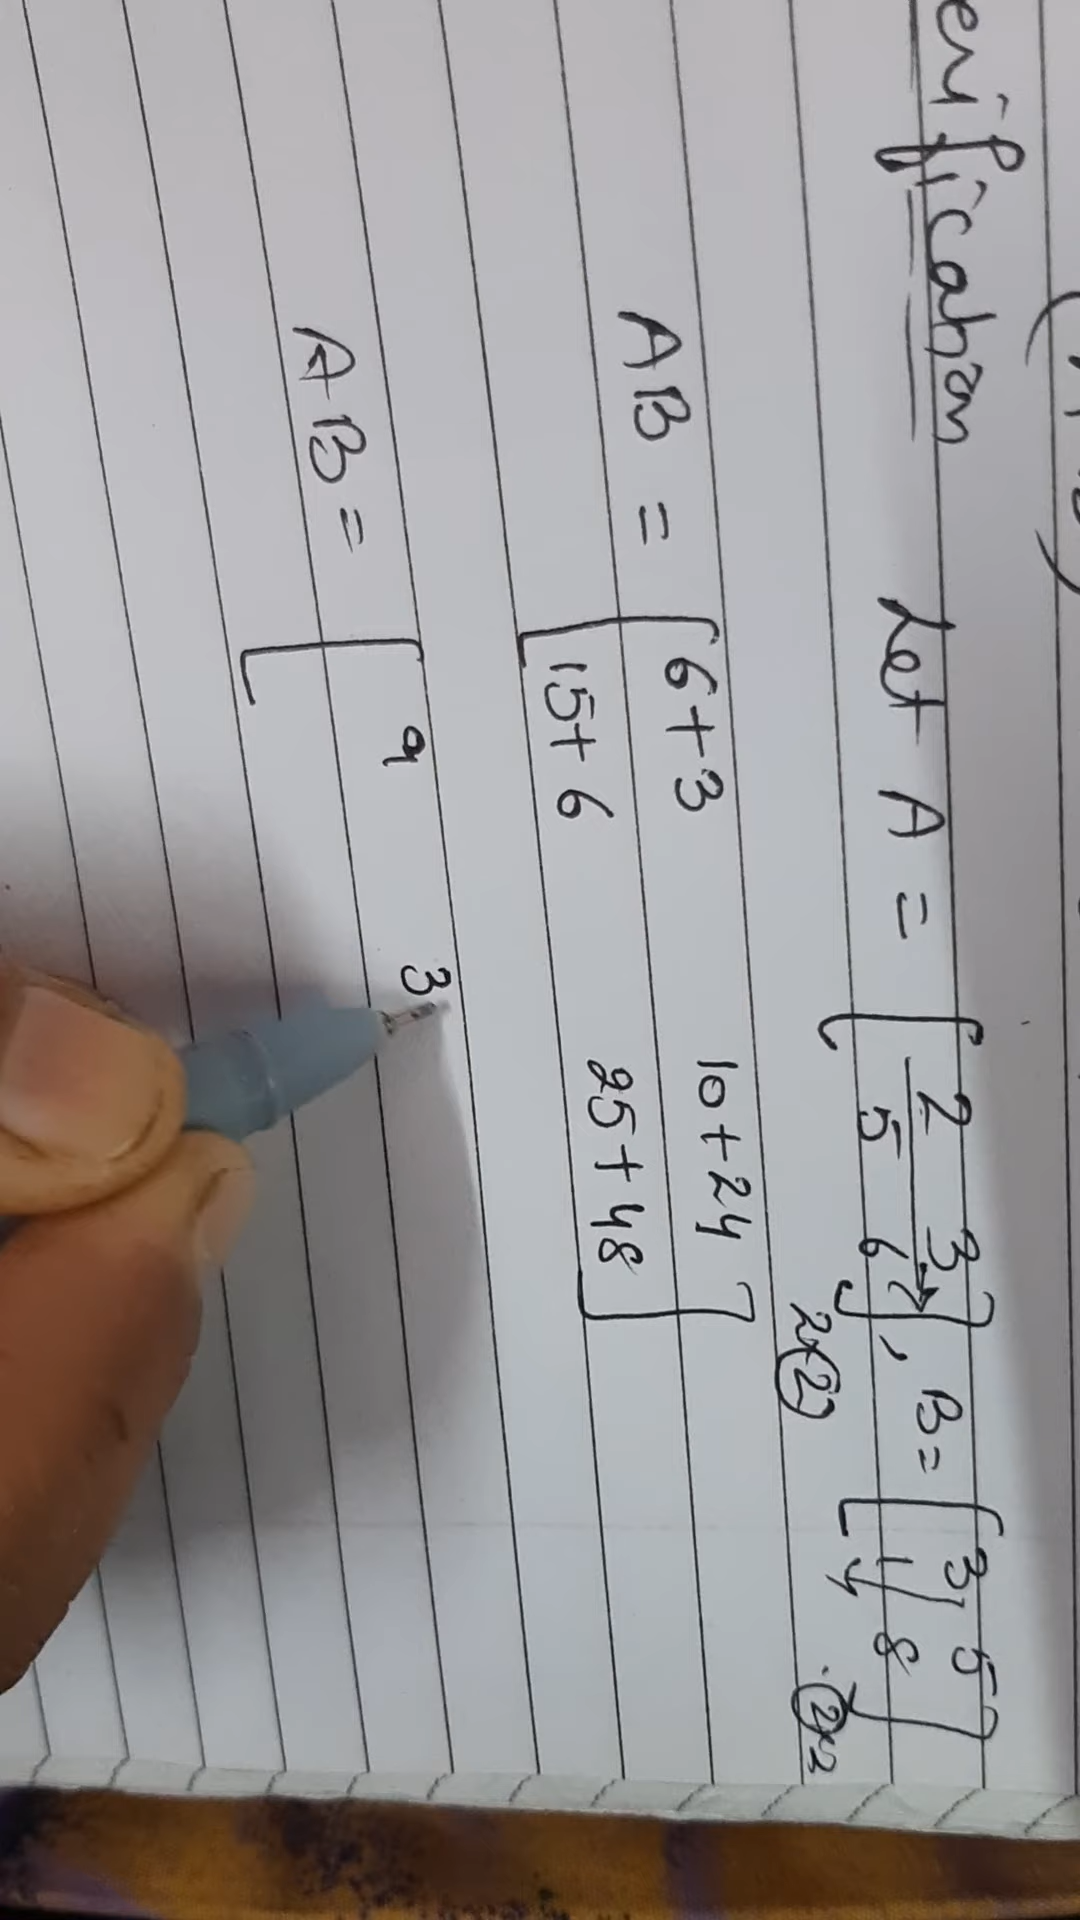 erification Let A = [2 3
5 6] 2×2, B = [3 5
1 8] 2×2
AB = [6+3 10+24
15+6 25+48]
AB = [9 3